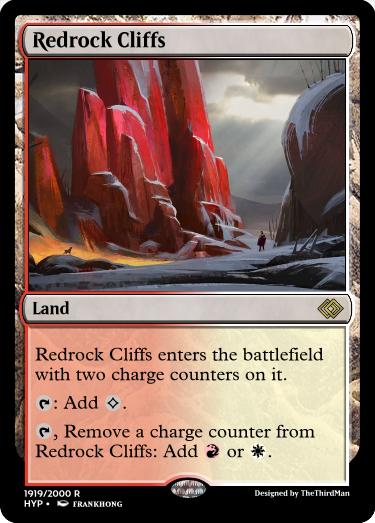 Redrock Cliffs
Land
Redrock Cliffs enters the battlefield
with two charge counters on it.
: Add .
, Remove a charge counter from
Redrock Cliffs: Add or .
1919/2000 R
HYP • FRANKHONG
Designed by TheThirdMan